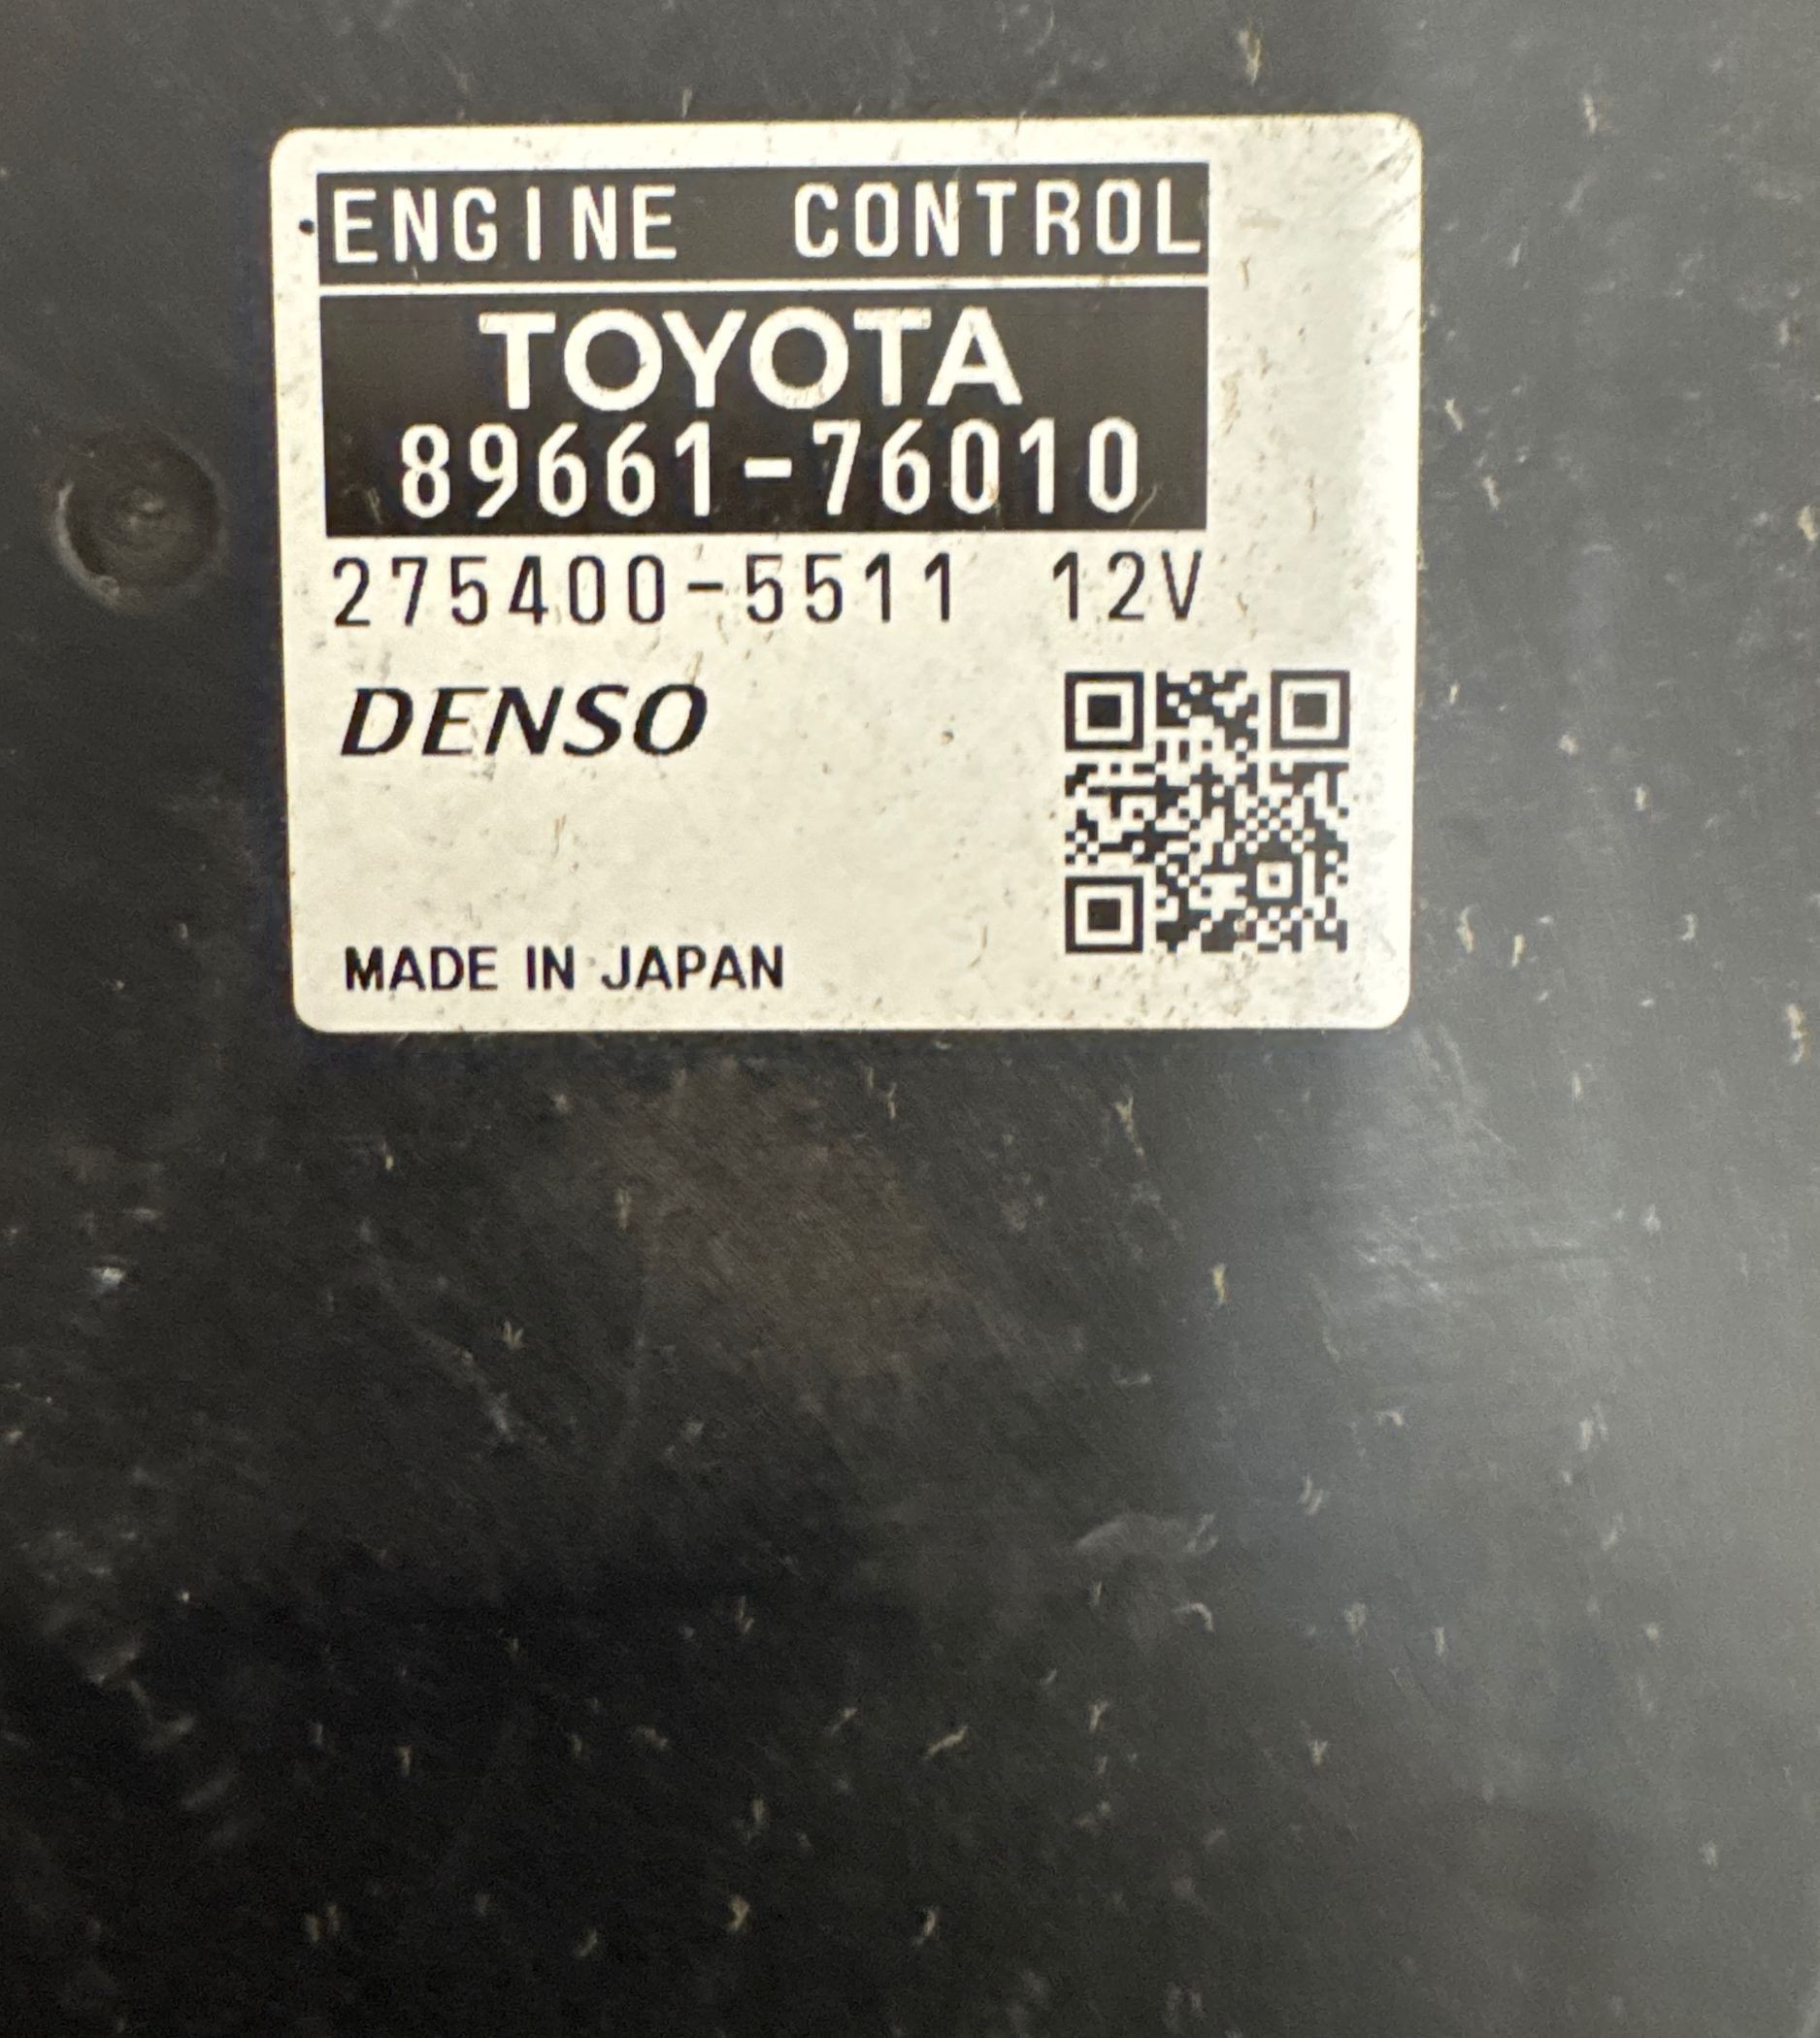 ENGINE CONTROL
TOYOTA
89661-76010
275400-5511 12V
DENSO
MADE IN JAPAN